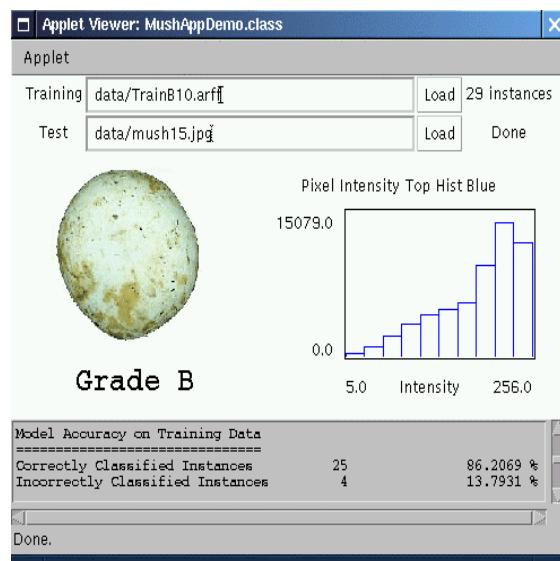 Applet Viewer: MushAppDemo.class
Applet
Training data/TrainB10.arff Load 29 instances
Test data/mush15.jpg Load Done
Pixel Intensity Top Hist Blue
15079.0
0.0
5.0 Intensity 256.0
Grade B
Model Accuracy on Training Data
===============================
Correctly Classified Instances 25 86.2069 %
Incorrectly Classified Instances 4 13.7931 %
Done.